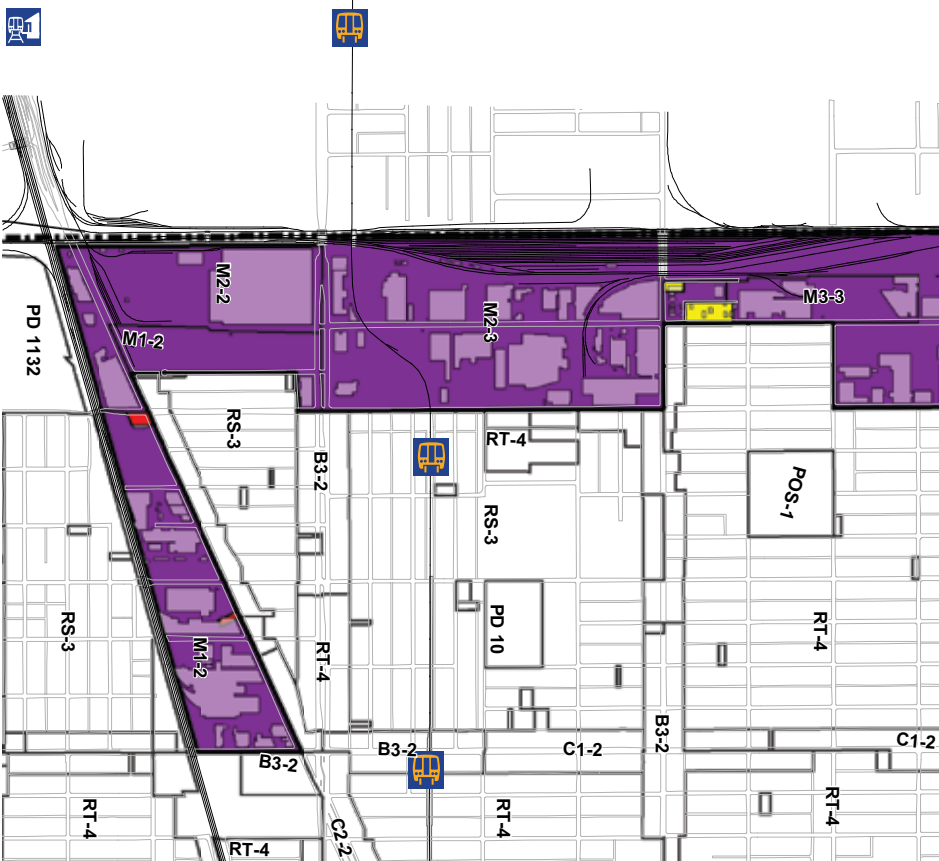 M2-2
M3-3
M2-3
PD 1132
M1-2
RS-3
RT-4
B3-2
POS-1
RS-3
RS-3
PD 10
RT-4
RT-4
M1-2
B3-2
C1-2
B3-2
C1-2
B3-2
RT-4
RT-4
RT-4
C2-2
RT-4